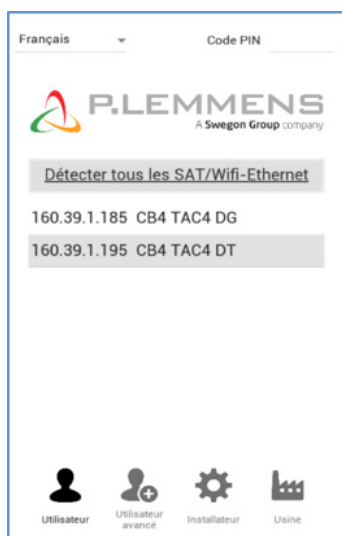 Français Code PIN
P.LEMMENS
A Swegon Group company
Détecter tous les SAT/Wifi-Ethernet
160.39.1.185 CB4 TAC4 DG
160.39.1.195 CB4 TAC4 DT
Utilisateur
Utilisateur avancé
Installateur
Usine